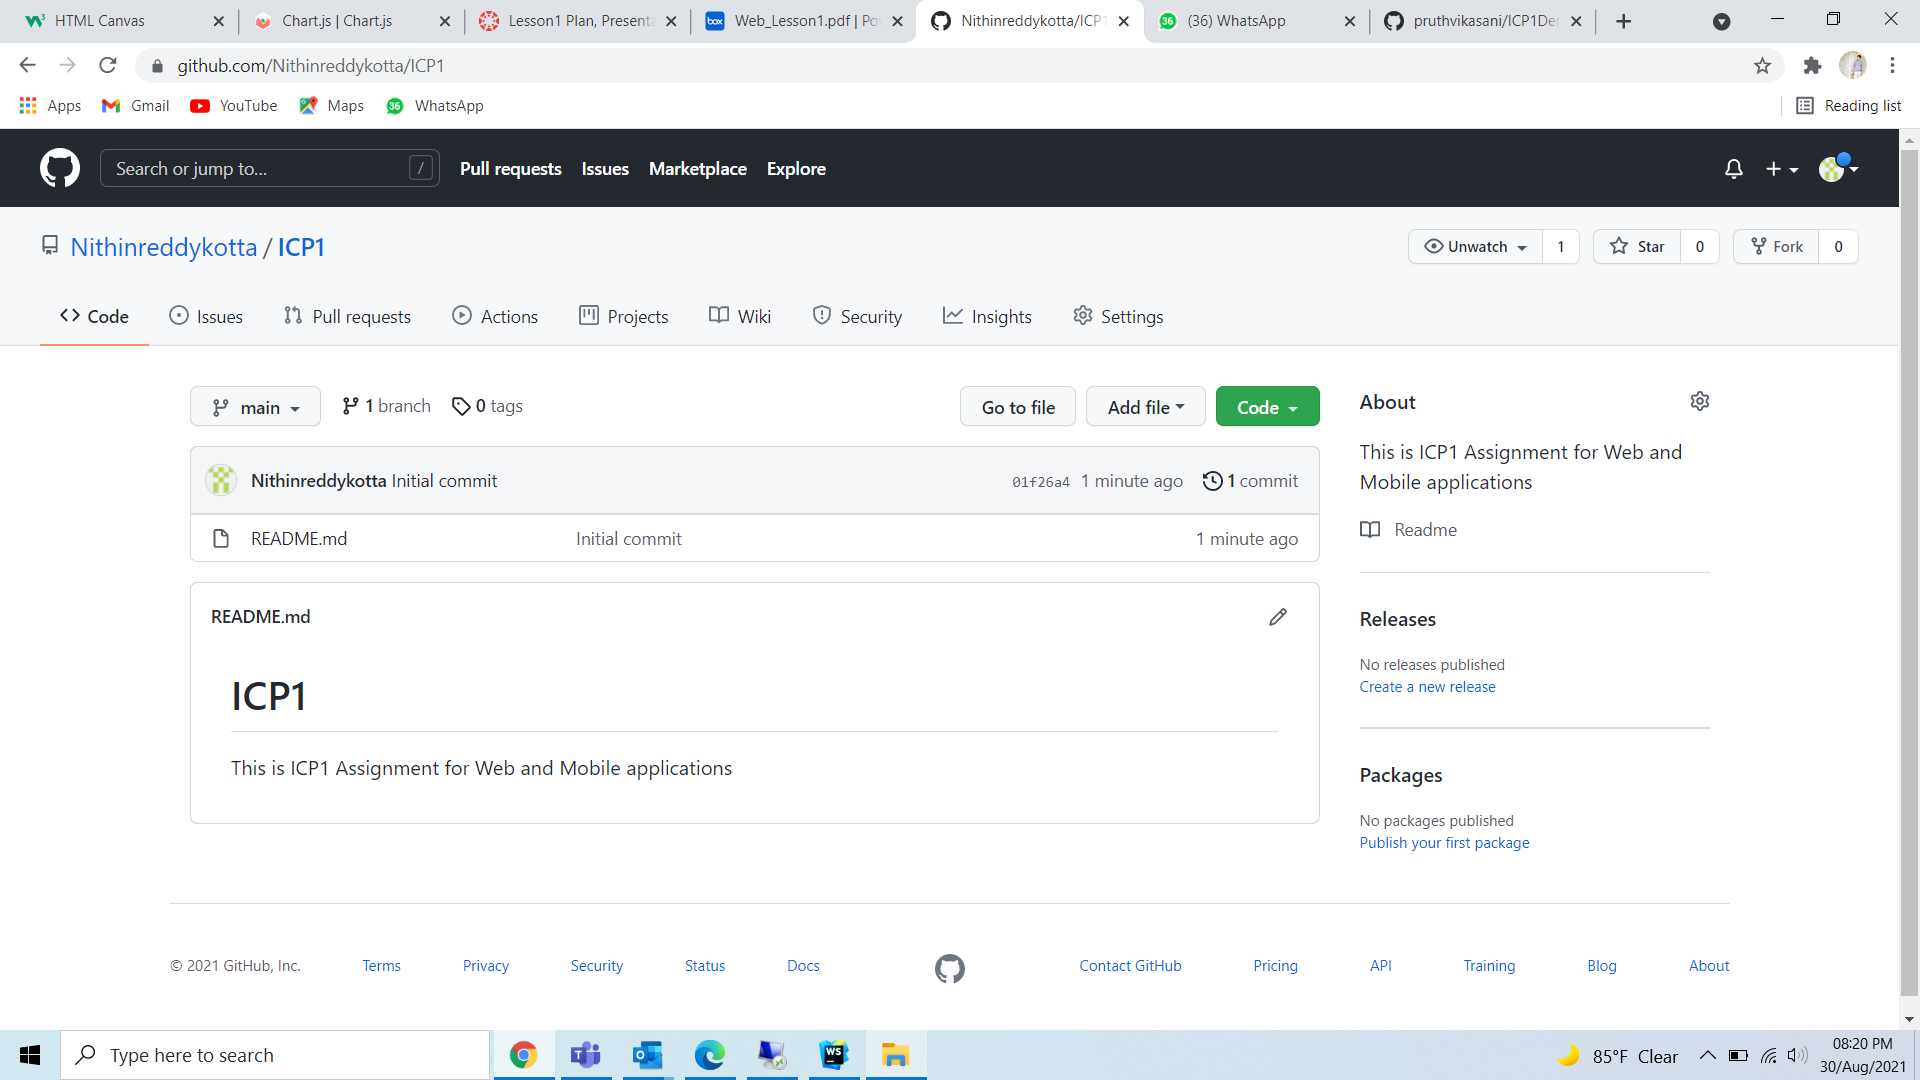 HTML Canvas
Chart.js | Chart.js
Lesson1 Plan, Presenta
Web_Lesson1.pdf | Po
Nithinreddykotta/ICP1
36 (36) WhatsApp
pruthvikasani/ICP1De
github.com/Nithinreddykotta/ICP1
Apps Gmail YouTube Maps 36 WhatsApp Reading list
Search or jump to... / Pull requests Issues Marketplace Explore
Nithinreddykotta / ICP1 Unwatch 1 Star 0 Fork 0
Code Issues Pull requests Actions Projects Wiki Security Insights Settings
main 1 branch 0 tags Go to file Add file Code
Nithinreddykotta Initial commit 01f26a4 1 minute ago 1 commit
README.md Initial commit 1 minute ago
README.md
ICP1
This is ICP1 Assignment for Web and Mobile applications
About
This is ICP1 Assignment for Web and
Mobile applications
Readme
Releases
No releases published
Create a new release
Packages
No packages published
Publish your first package
© 2021 GitHub, Inc. Terms Privacy Security Status Docs Contact GitHub Pricing API Training Blog About
Type here to search
WS
85°F Clear
08:20 PM
30/Aug/2021